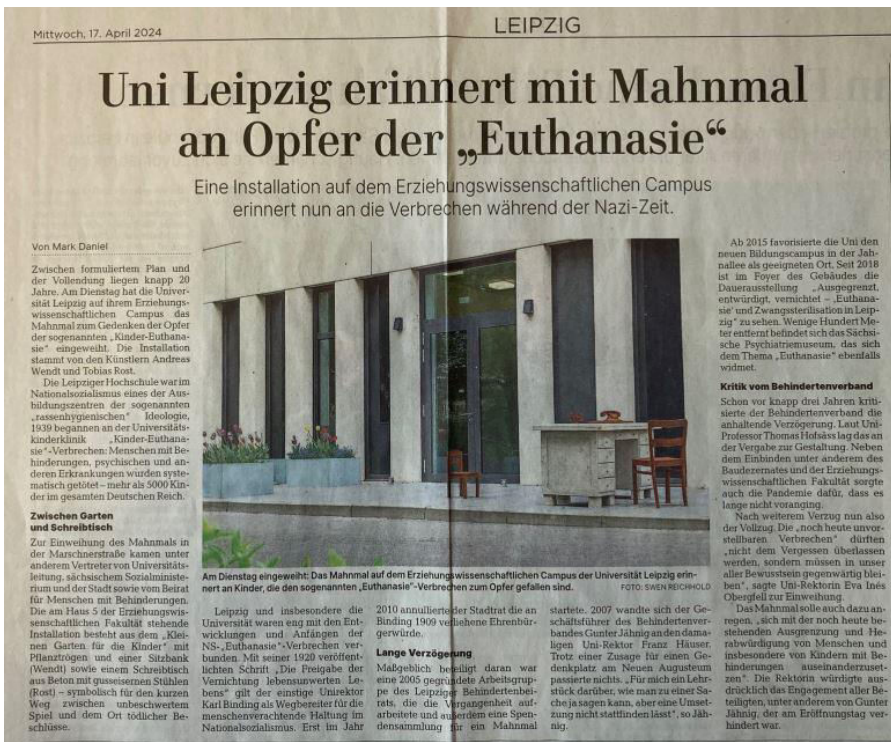 Mittwoch, 17. April 2024
LEIPZIG
Uni Leipzig erinnert mit Mahnmal
an Opfer der „Euthanasie“
Eine Installation auf dem Erziehungswissenschaftlichen Campus
erinnert nun an die Verbrechen während der Nazi-Zeit.
Von Mark Daniel
Zwischen formuliertem Plan und
der Vollendung liegen knapp 20
Jahre. Am Dienstag hat die Univer-
sität Leipzig auf ihrem Erziehungs-
wissenschaftlichen Campus das
Mahnmal zum Gedenken der Opfer
der sogenannten „Kinder-Euthana-
sie“ eingeweiht. Die Installation
stammt von den Künstlern Andreas
Wendt und Tobias Rost.
Die Leipziger Hochschule war im
Nationalsozialismus eines der Aus-
bildungszentren der sogenannten
„rassenhygienischen“ Ideologie,
1939 begannen an der Universitäts-
kinderklinik „Kinder-Euthana-
sie“-Verbrechen: Menschen mit Be-
hinderungen, psychischen und an-
deren Erkrankungen wurden syste-
matisch getötet – mehr als 5000 Kin-
der im gesamten Deutschen Reich.
Zwischen Garten
und Schreibtisch
Zur Einweihung des Mahnmals in
der Marschnerstraße kamen unter
anderem Vertreter von Universitäts-
leitung, sächsischem Sozialministe-
rium und der Stadt sowie vom Beirat
für Menschen mit Behinderungen.
Die am Haus 5 der Erziehungswis-
senschaftlichen Fakultät stehende
Installation besteht aus dem „Klei-
nen Garten für die Kinder“ mit
Pflanztrögen und einer Sitzbank
(Wendt) sowie einem Schreibtisch
aus Beton mit gusseisernen Stühlen
(Rost) – symbolisch für den kurzen
Weg zwischen unbeschwertem
Spiel und dem Ort tödlicher Be-
schlüsse.
Am Dienstag eingeweiht: Das Mahnmal auf dem Erziehungswissenschaftlichen Campus der Universität Leipzig erin-
nert an Kinder, die den sogenannten „Euthanasie“-Verbrechen zum Opfer gefallen sind.
FOTO: SWEN REICHHOLD
Leipzig und insbesondere die
Universität waren eng mit den Ent-
wicklungen und Anfängen der
NS-„Euthanasie“-Verbrechen ver-
bunden. Mit seiner 1920 veröffent-
lichten Schrift „Die Freigabe der
Vernichtung lebensunwerten Le-
bens“ gilt der einstige Unirektor
Karl Binding als Wegbereiter für die
menschenverachtende Haltung im
Nationalsozialismus. Erst im Jahr
2010 annullierte der Stadtrat die an
Binding 1909 verliehene Ehrenbür-
gerwürde.
Lange Verzögerung
Maßgeblich beteiligt daran war
eine 2005 gegründete Arbeitsgrup-
pe des Leipziger Behindertenbei-
rats, die die Vergangenheit auf-
arbeitete und außerdem eine Spen-
densammlung für ein Mahnmal
startete. 2007 wandte sich der Ge-
schäftsführer des Behindertenver-
bandes Gunter Jähnig an den dama-
ligen Uni-Rektor Franz Häuser.
Trotz einer Zusage für einen Ge-
denkplatz am Neuen Augusteum
passierte nichts. „Für mich ein Lehr-
stück darüber, wie man zu einer Sa-
che ja sagen kann, aber eine Umset-
zung nicht stattfinden lässt“, so Jäh-
nig.
Ab 2015 favorisierte die Uni den
neuen Bildungscampus in der Jah-
nallee als geeigneten Ort. Seit 2018
ist im Foyer des Gebäudes die
Dauerausstellung „Ausgegrenzt,
entwürdigt, vernichtet – ‚Euthana-
sie‘ und Zwangssterilisation in Leip-
zig“ zu sehen. Wenige Hundert Me-
ter entfernt befindet sich das Sächsi-
sche Psychiatriemuseum, das sich
dem Thema „Euthanasie“ ebenfalls
widmet.
Kritik vom Behindertenverband
Schon vor knapp drei Jahren kriti-
sierte der Behindertenverband die
anhaltende Verzögerung. Laut Uni-
Professor Thomas Hofsäss lag das an
der Vergabe zur Gestaltung. Neben
dem Einbinden unter anderem des
Baudezernates und der Erziehungs-
wissenschaftlichen Fakultät sorgte
auch die Pandemie dafür, dass es
lange nicht voranging.
Nach weiterem Verzug nun also
der Vollzug. Die „noch heute unvor-
stellbaren Verbrechen“ dürften
„nicht dem Vergessen überlassen
werden, sondern müssen in unser
aller Bewusstsein gegenwärtig blei-
ben“, sagte Uni-Rektorin Eva Inés
Obergfell zur Einweihung.
Das Mahnmal solle auch dazu an-
regen, „sich mit der noch heute be-
stehenden Ausgrenzung und He-
rabwürdigung von Menschen und
insbesondere von Kindern mit Be-
hinderungen auseinanderzuset-
zen.“ Die Rektorin würdigte aus-
drücklich das Engagement aller Be-
teiligten, unter anderem von Gunter
Jähnig, der am Eröffnungstag ver-
hindert war.